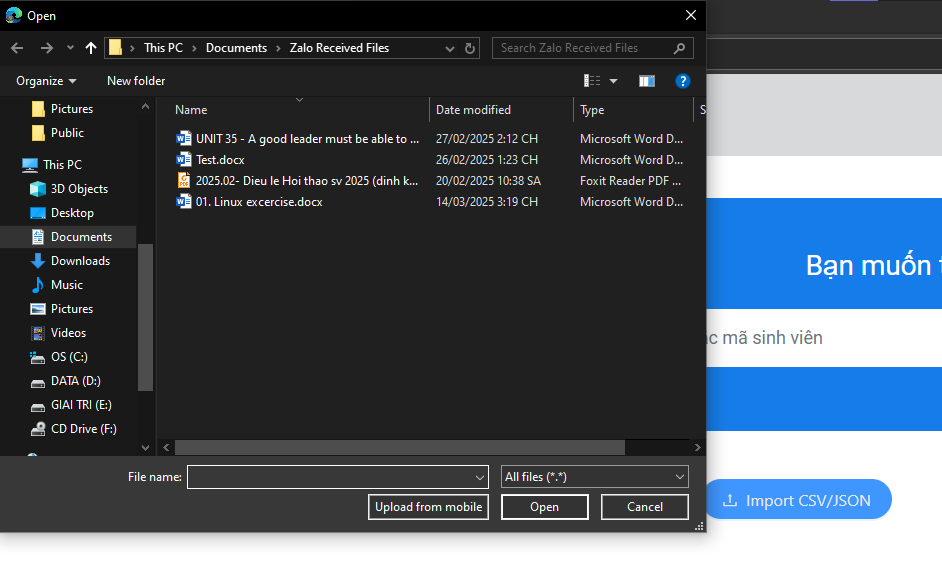 Open
This PC > Documents > Zalo Received Files
Search Zalo Received Files
Organize
New folder
Name
Date modified
Type
S
Pictures
Public
This PC
3D Objects
Desktop
Documents
Downloads
Music
Pictures
Videos
OS (C:)
DATA (D:)
GIAI TRI (E:)
CD Drive (F:)
UNIT 35 - A good leader must be able to ... 27/02/2025 2:12 CH Microsoft Word D...
Test.docx 26/02/2025 1:23 CH Microsoft Word D...
2025.02- Dieu le Hoi thao sv 2025 (dinh k... 20/02/2025 10:38 SA Foxit Reader PDF ...
01. Linux excercise.docx 14/03/2025 3:19 CH Microsoft Word D...
File name:
All files (*.*)
Upload from mobile
Open
Cancel
Bạn muốn t
ặc mã sinh viên
Import CSV/JSON